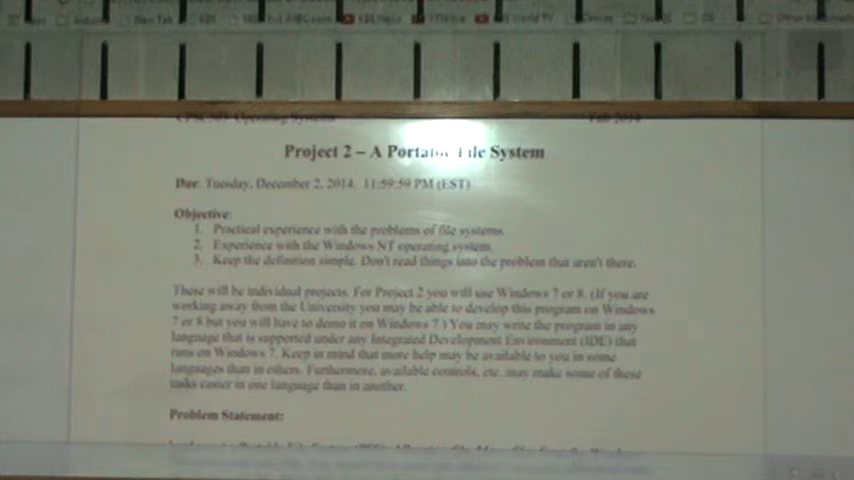 New Tab
Operating Systems Fall 2014
Project 2 – A Portable File System
Due: Tuesday, December 2, 2014. 11:59:59 PM (EST)
Objective:
1. Practical experience with the problems of file systems.
2. Experience with the Windows NT operating system.
3. Keep the definition simple. Don't read things into the problem that aren't there.
These will be individual projects. For Project 2 you will use Windows 7 or 8. (If you are
working away from the University you may be able to develop this program on Windows
7 or 8 but you will have to demo it on Windows 7.) You may write the program in any
language that is supported under any Integrated Development Environment (IDE) that
runs on Windows 7. Keep in mind that more help may be available to you in some
languages than in others. Furthermore, available controls, etc. may make some of these
tasks easier in one language than in another.
Problem Statement: